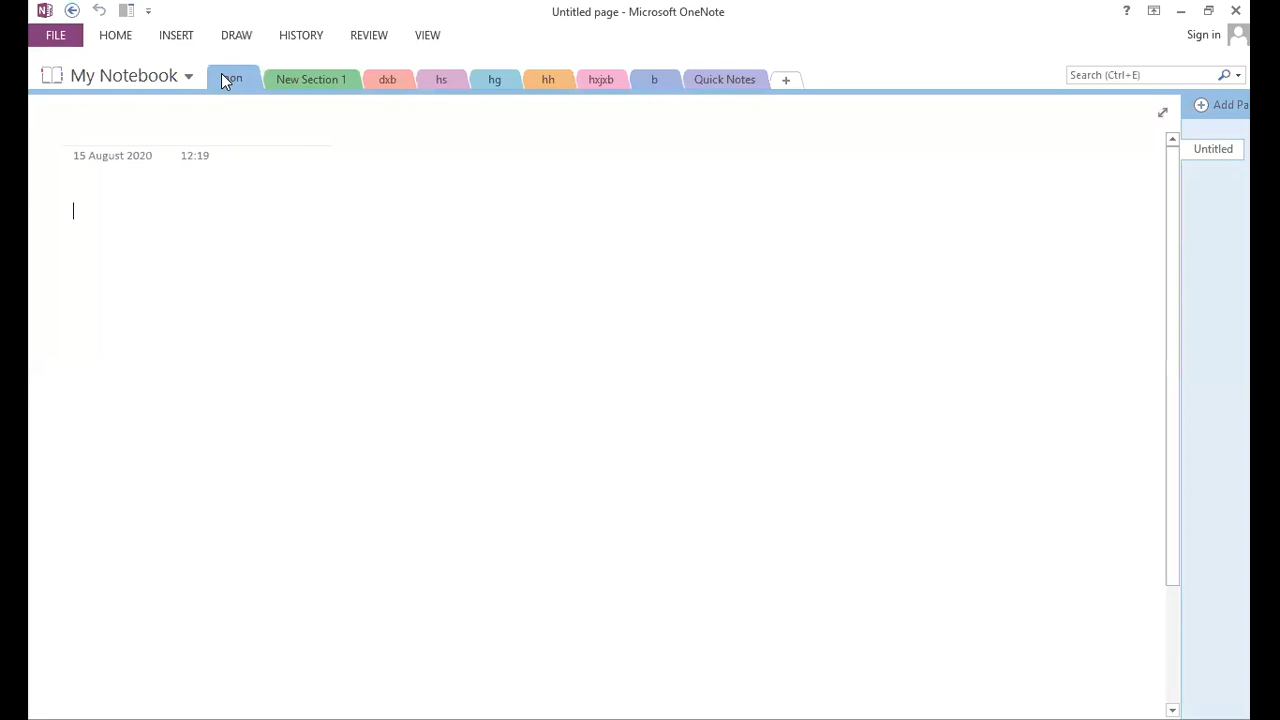 Untitled page - Microsoft OneNote
?
FILE HOME INSERT DRAW HISTORY REVIEW VIEW
Sign in
My Notebook New Section 1 dxb hs hg hh hxjxb b Quick Notes +
Search (Ctrl+E)
Add Pa
15 August 2020 12:19
Untitled